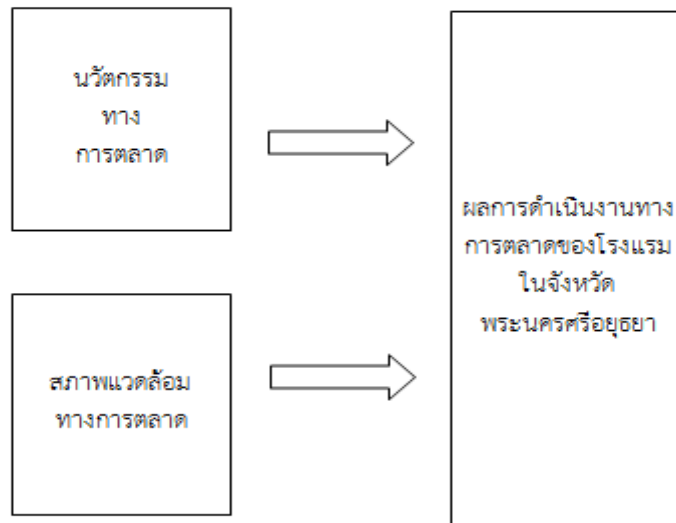 นวัตกรรม
ทาง
การตลาด
สภาพแวดล้อม
ทางการตลาด
ผลการดำเนินงานทาง
การตลาดของโรงแรม
ในจังหวัด
พระนครศรีอยุธยา